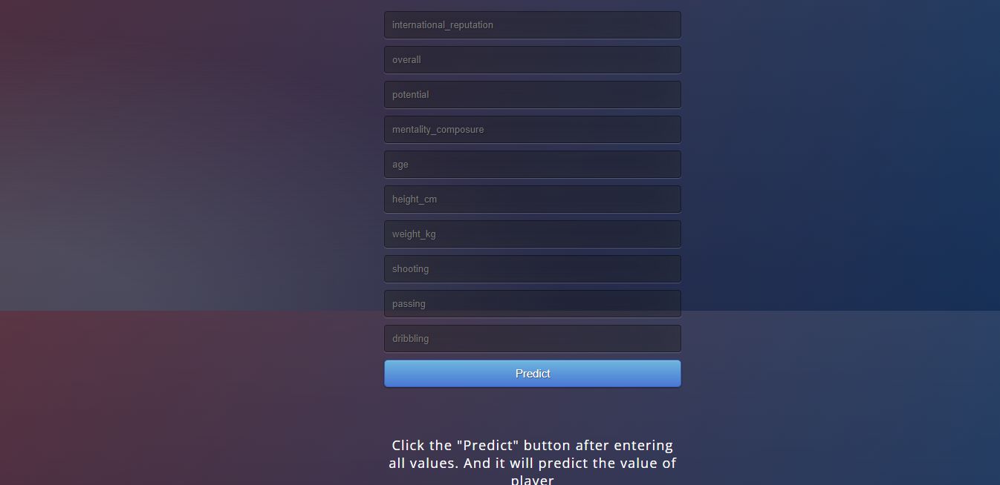 international_reputation
overall
potential
mentality_composure
age
height_cm
weight_kg
shooting
passing
dribbling
Predict
Click the "Predict" button after entering
all values. And it will predict the value of
player